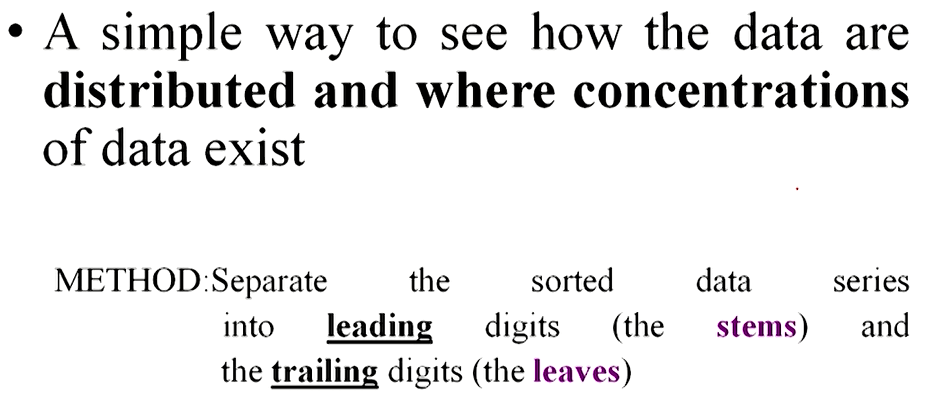 • A simple way to see how the data are
distributed and where concentrations
of data exist
METHOD:Separate the sorted data series
into leading digits (the stems) and
the trailing digits (the leaves)